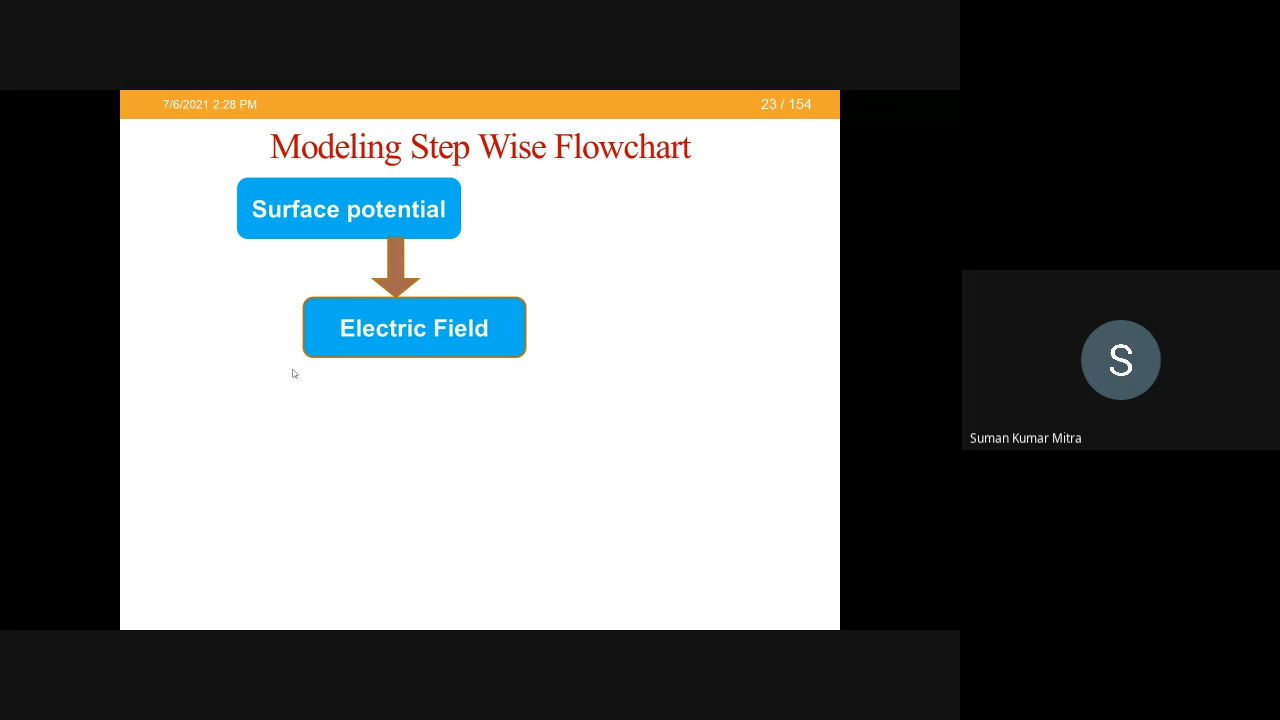 7/6/2021 2:28 PM
23 / 154
Modeling Step Wise Flowchart
Surface potential
Electric Field
S
Suman Kumar Mitra